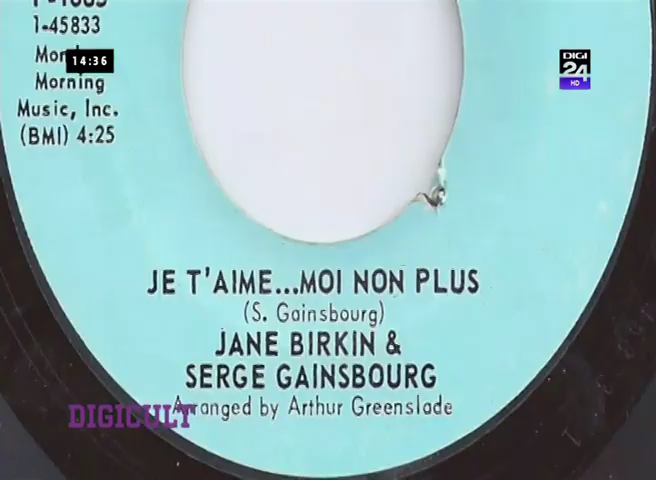 1-45833
14:36
Morning
Music, Inc.
(BMI) 4:25
DIGI
24
HD
JE T'AIME...MOI NON PLUS
(S. Gainsbourg)
JANE BIRKIN &
SERGE GAINSBOURG
Arranged by Arthur Greenslade
DIGICULT